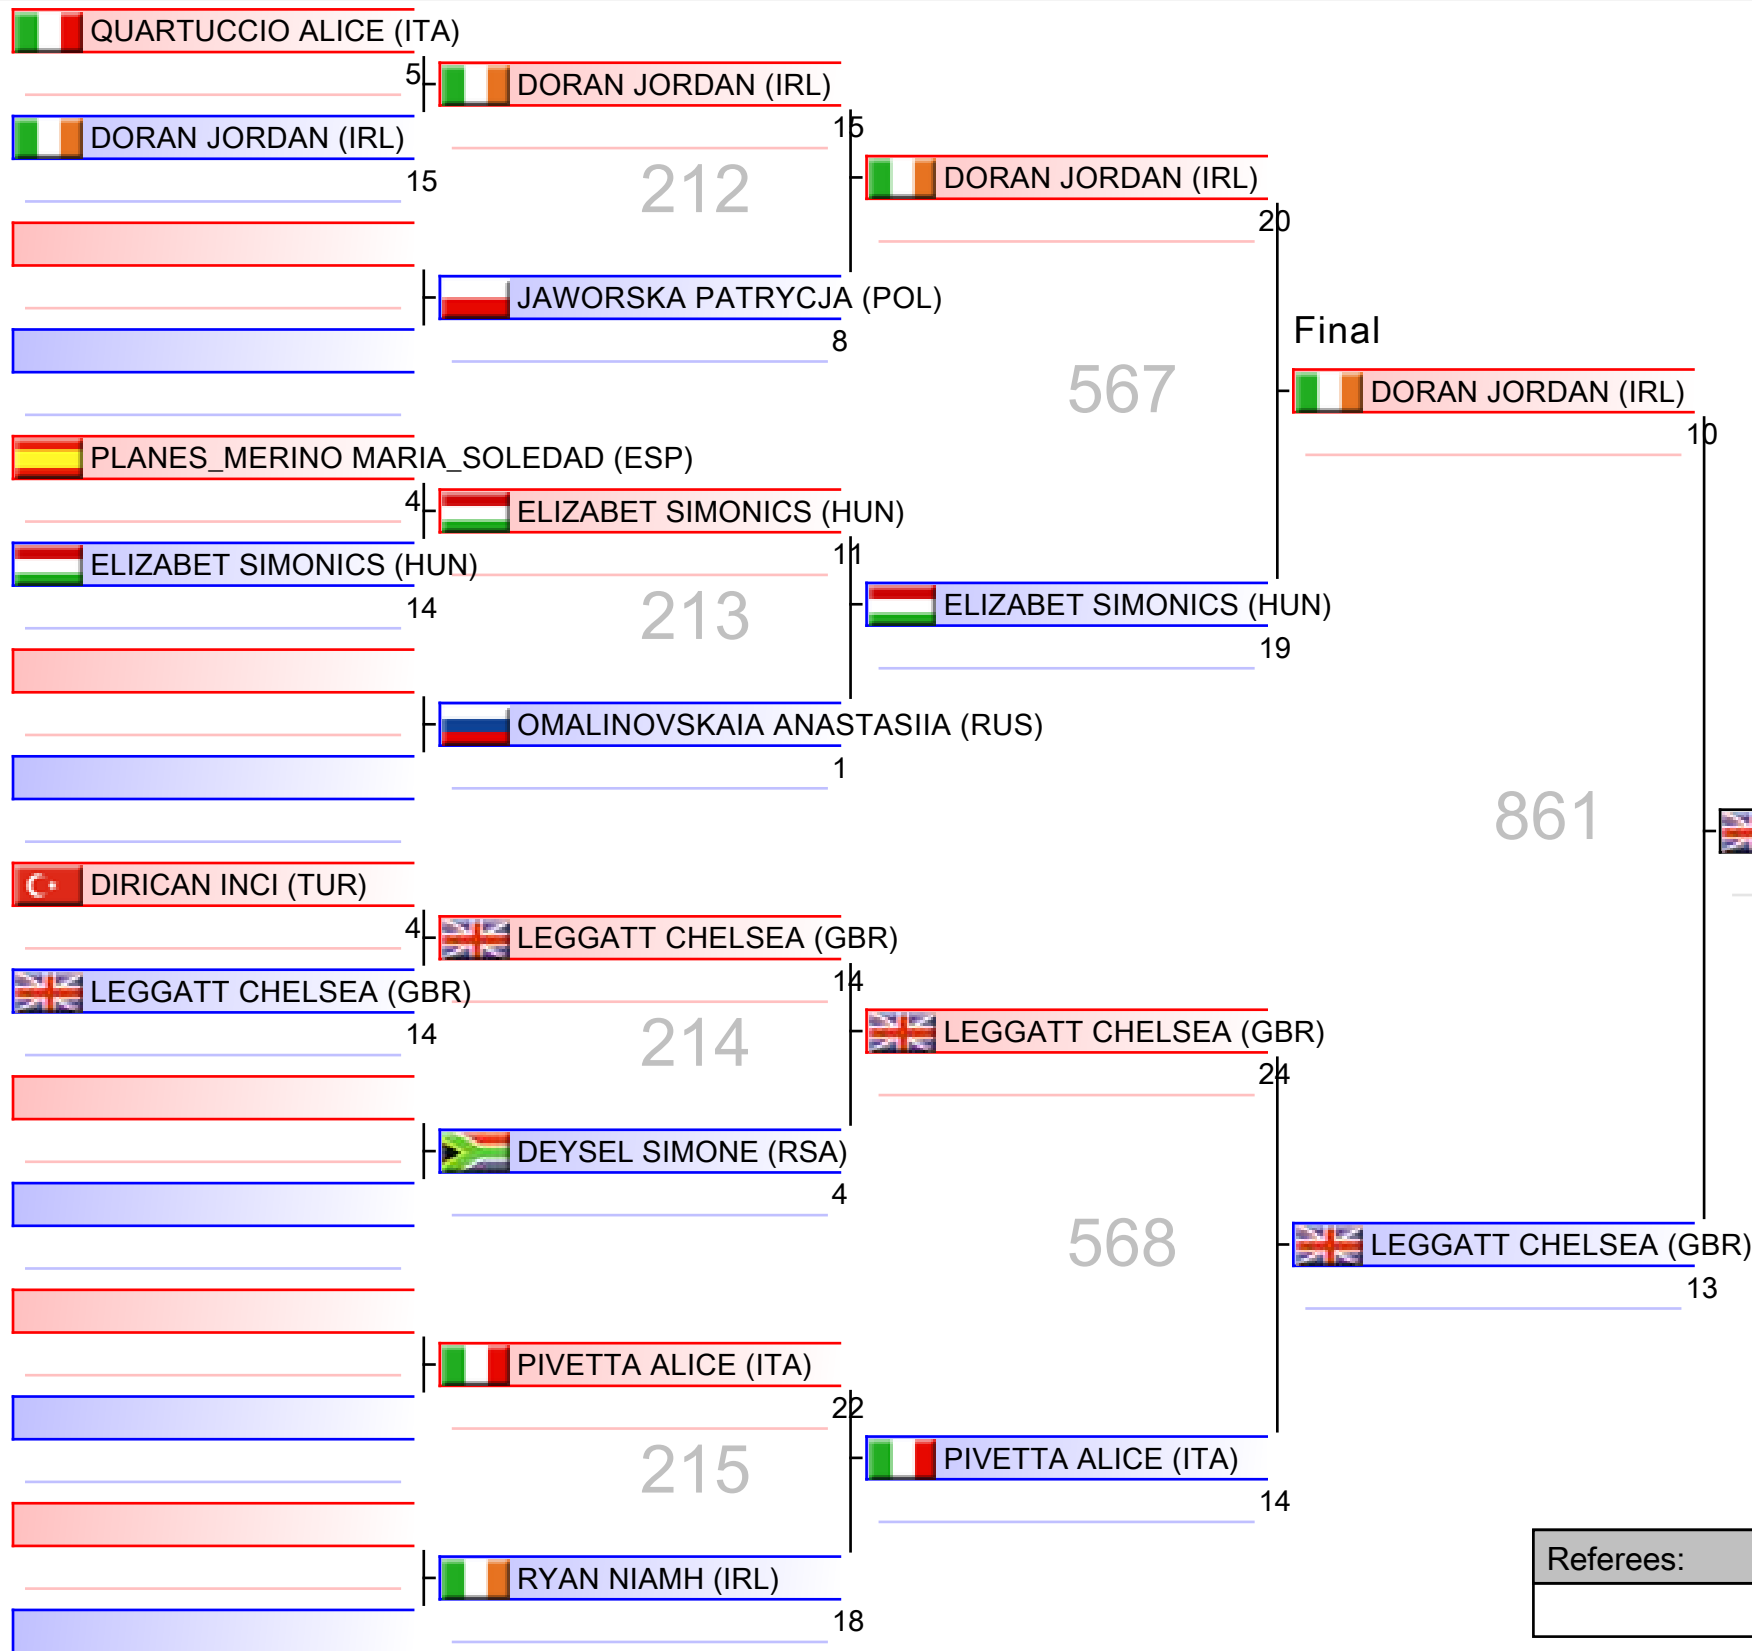 QUARTUCCIO ALICE (ITA)
5
DORAN JORDAN (IRL)
15
PLANES_MERINO MARIA_SOLEDAD (ESP)
4
ELIZABET SIMONICS (HUN)
14
DIRICAN INCI (TUR)
4
LEGGATT CHELSEA (GBR)
14
DORAN JORDAN (IRL)
15
212
JAWORSKA PATRYCJA (POL)
8
ELIZABET SIMONICS (HUN)
11
213
OMALINOVSKAIA ANASTASIIA (RUS)
1
LEGGATT CHELSEA (GBR)
14
214
DEYSEL SIMONE (RSA)
4
PIVETTA ALICE (ITA)
22
215
RYAN NIAMH (IRL)
18
DORAN JORDAN (IRL)
20
567
ELIZABET SIMONICS (HUN)
19
LEGGATT CHELSEA (GBR)
24
568
PIVETTA ALICE (ITA)
14
Final
DORAN JORDAN (IRL)
10
861
LEGGATT CHELSEA (GBR)
13
Referees: